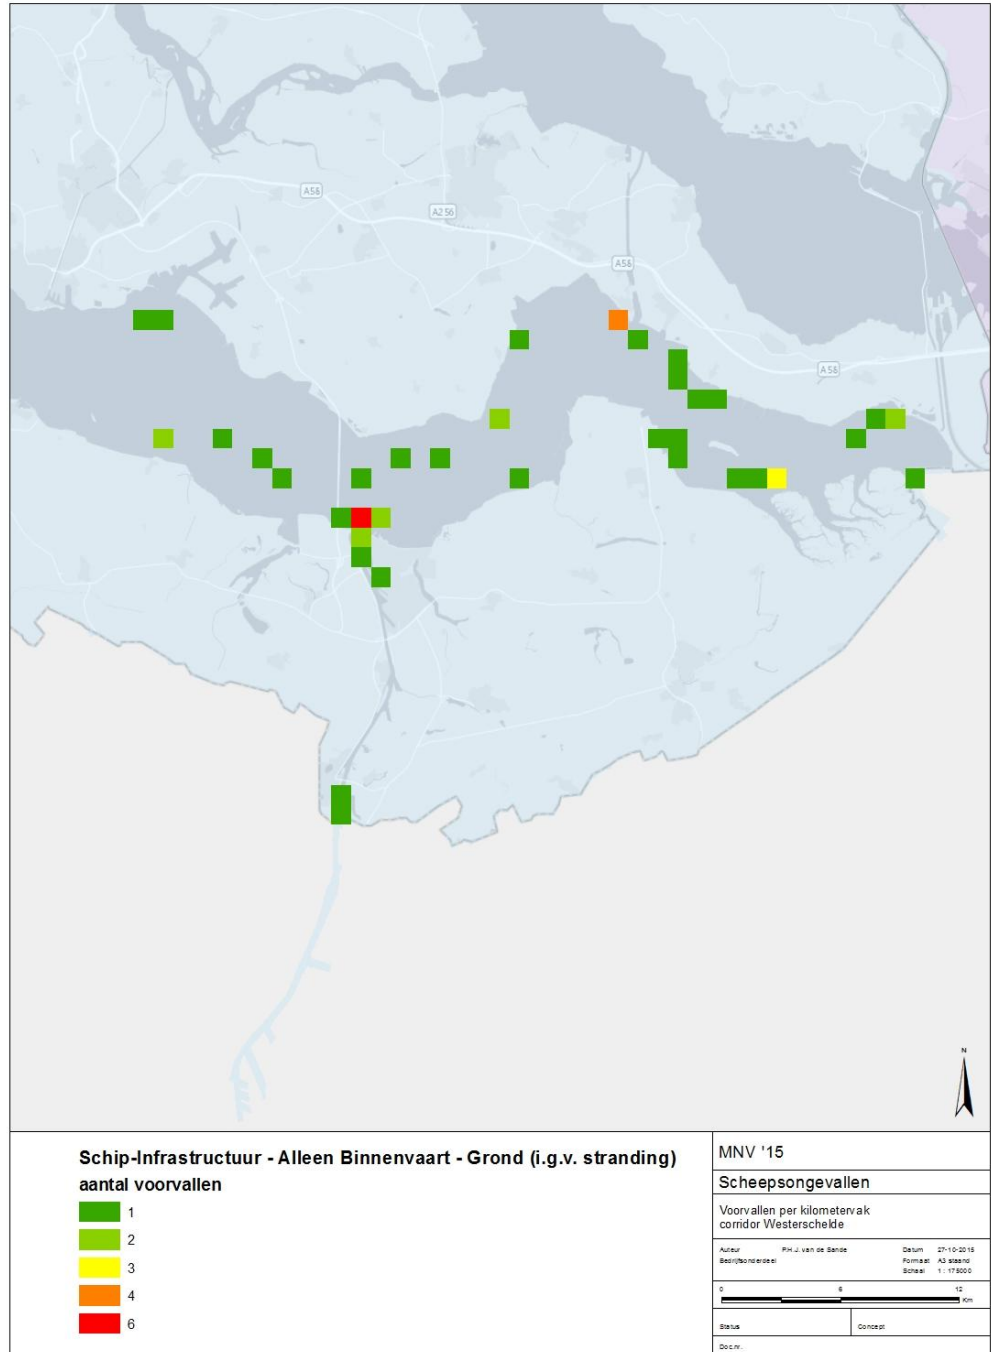 A58
A256
A58
A58
N
Schip-Infrastructuur - Alleen Binnenvaart - Grond (i.g.v. stranding)
aantal voorvallen
1
2
3
4
6
MNV '15
Scheepsongevallen
Voorvallen per kilometervak
corridor Westerschelde
Auteur P.H.J. van de Sande Datum 27-10-2015
Bedrijfsonderdeel Formaat A3 staand
Schaal 1 : 175000
0 6 12
Km
Status Concept
Doc.nr.